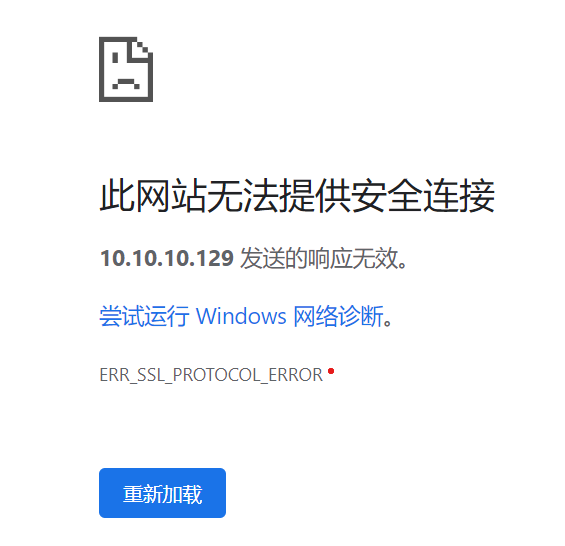 此网站无法提供安全连接
10.10.10.129 发送的响应无效。
尝试运行 Windows 网络诊断。
ERR_SSL_PROTOCOL_ERROR
重新加载